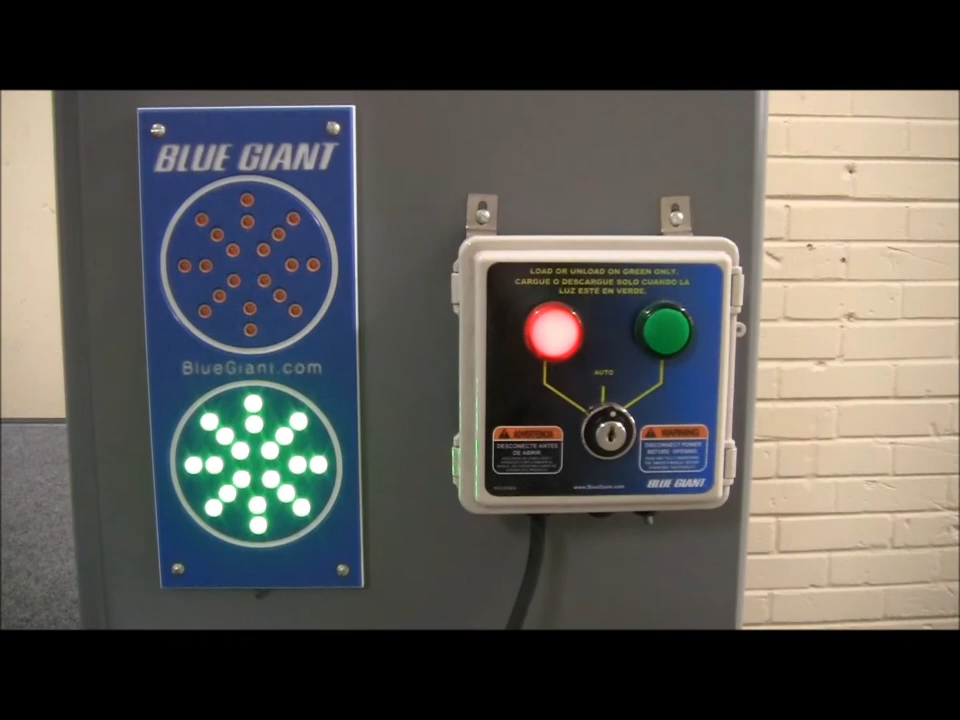 BLUE GIANT
BlueGiant.com
LOAD OR UNLOAD ON GREEN ONLY.
CARGUE O DESCARGUE SOLO CUANDO LA
LUZ ESTÉ EN VERDE.
AUTO
ADVERTENCIA
DESCONECTE ANTES
DE ABRIR.
WARNING
DISCONNECT POWER
BEFORE OPENING.
www.BlueGiant.com
BLUE GIANT